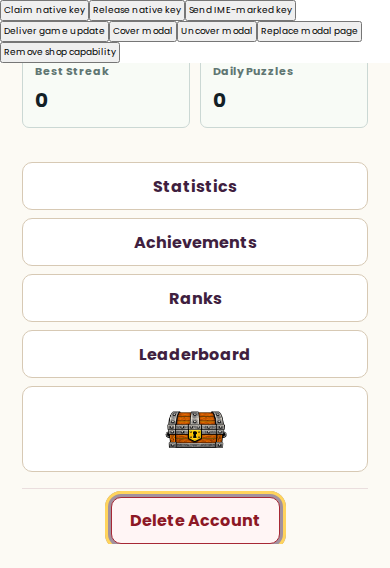 Claim native key Release native key Send IME-marked key
Deliver game update Cover modal Uncover modal Replace modal page
Remove shop capability
Best Streak Daily Puzzles
0 0
Statistics
Achievements
Ranks
Leaderboard
Delete Account